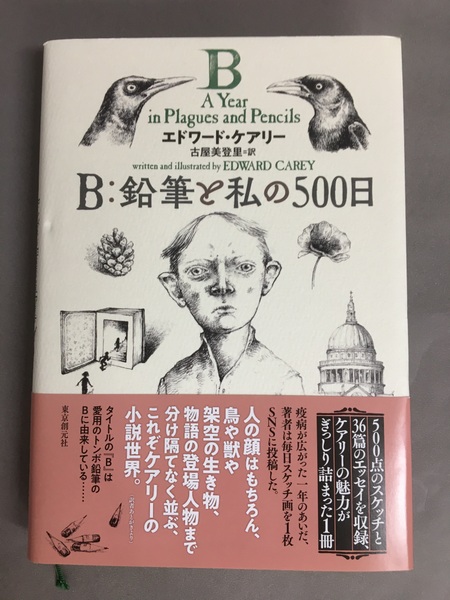 B
A Year
in Plagues and Pencils
エドワード・ケアリー
古屋美登里=訳
written and illustrated by EDWARD CAREY
B:鉛筆と私の500日
500点のスケッチと
36篇のエッセイを収録、
ケアリーの魅力が
ぎっしり詰まった1冊
疫病が広がった一年のあいだ、
著者は毎日スケッチ画を1枚
SNSに投稿した。
人の顔はもちろん、
鳥や獣や
架空の生き物、
物語の登場人物まで
分け隔てなく並ぶ、
これぞケアリーの
小説世界。
タイトルの『B』は
愛用のトンボ鉛筆の
Bに由来している……
東京創元社